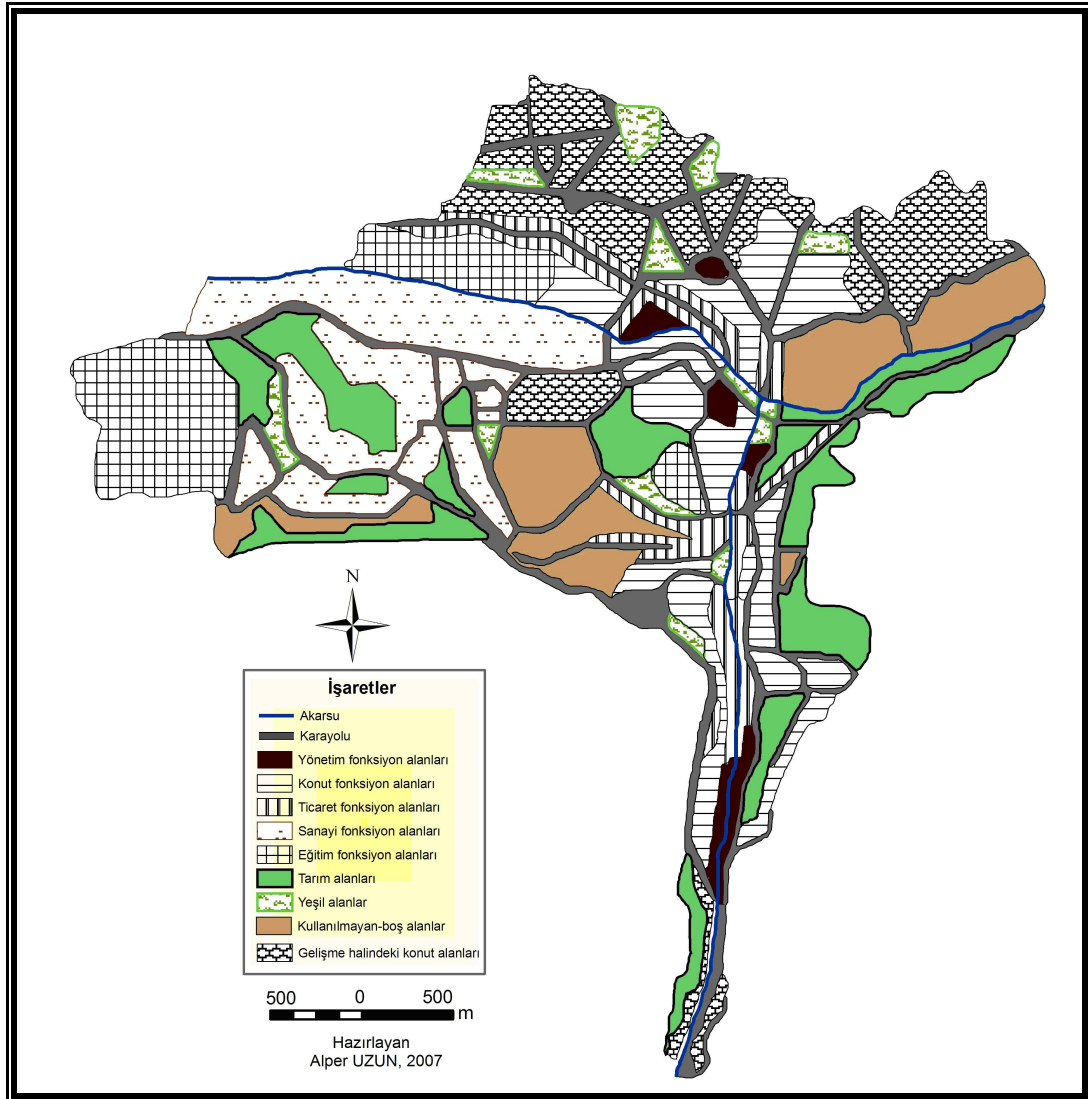 N
İşaretler
Akarsu
Karayolu
Yönetim fonksiyon alanları
Konut fonksiyon alanları
Ticaret fonksiyon alanları
Sanayi fonksiyon alanları
Eğitim fonksiyon alanları
Tarım alanları
Yeşil alanlar
Kullanılmayan-boş alanlar
Gelişme halindeki konut alanları
500 0 500
m
Hazırlayan
Alper UZUN, 2007